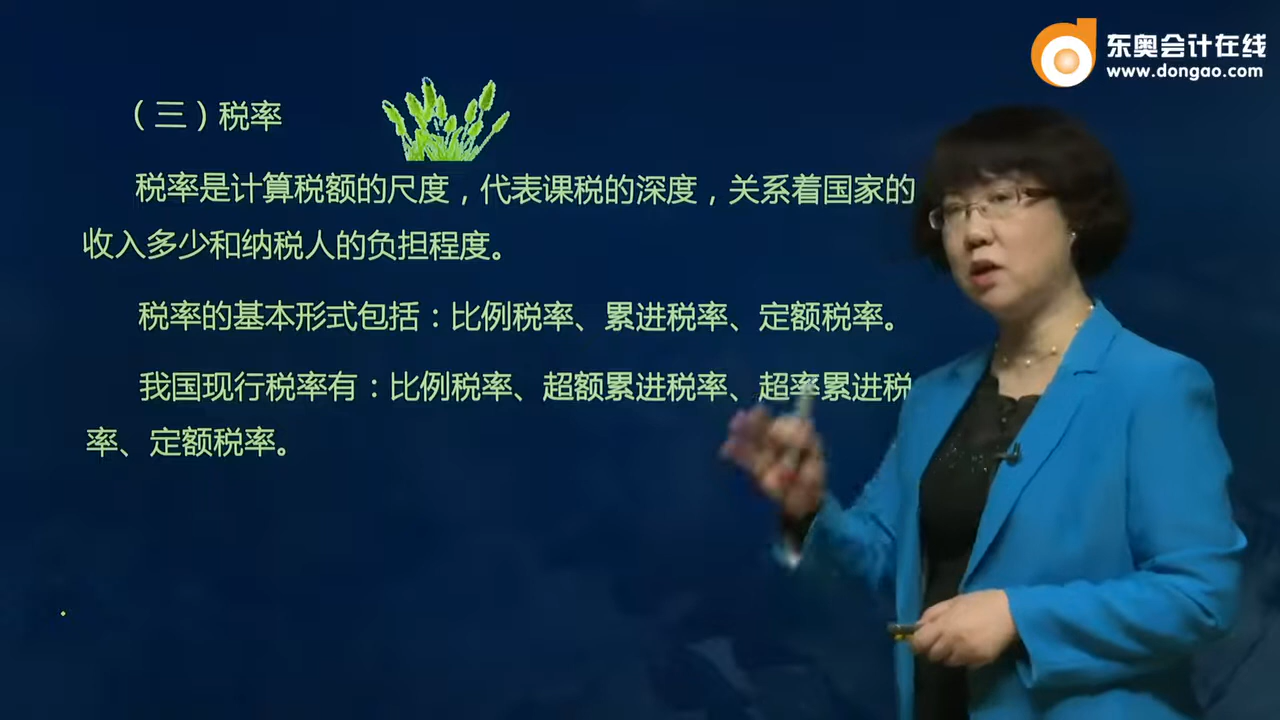 东奥会计在线
www.dongao.com
（三）税率
税率是计算税额的尺度，代表课税的深度，关系着国家的
收入多少和纳税人的负担程度。
税率的基本形式包括：比例税率、累进税率、定额税率。
我国现行税率有：比例税率、超额累进税率、超率累进税
率、定额税率。